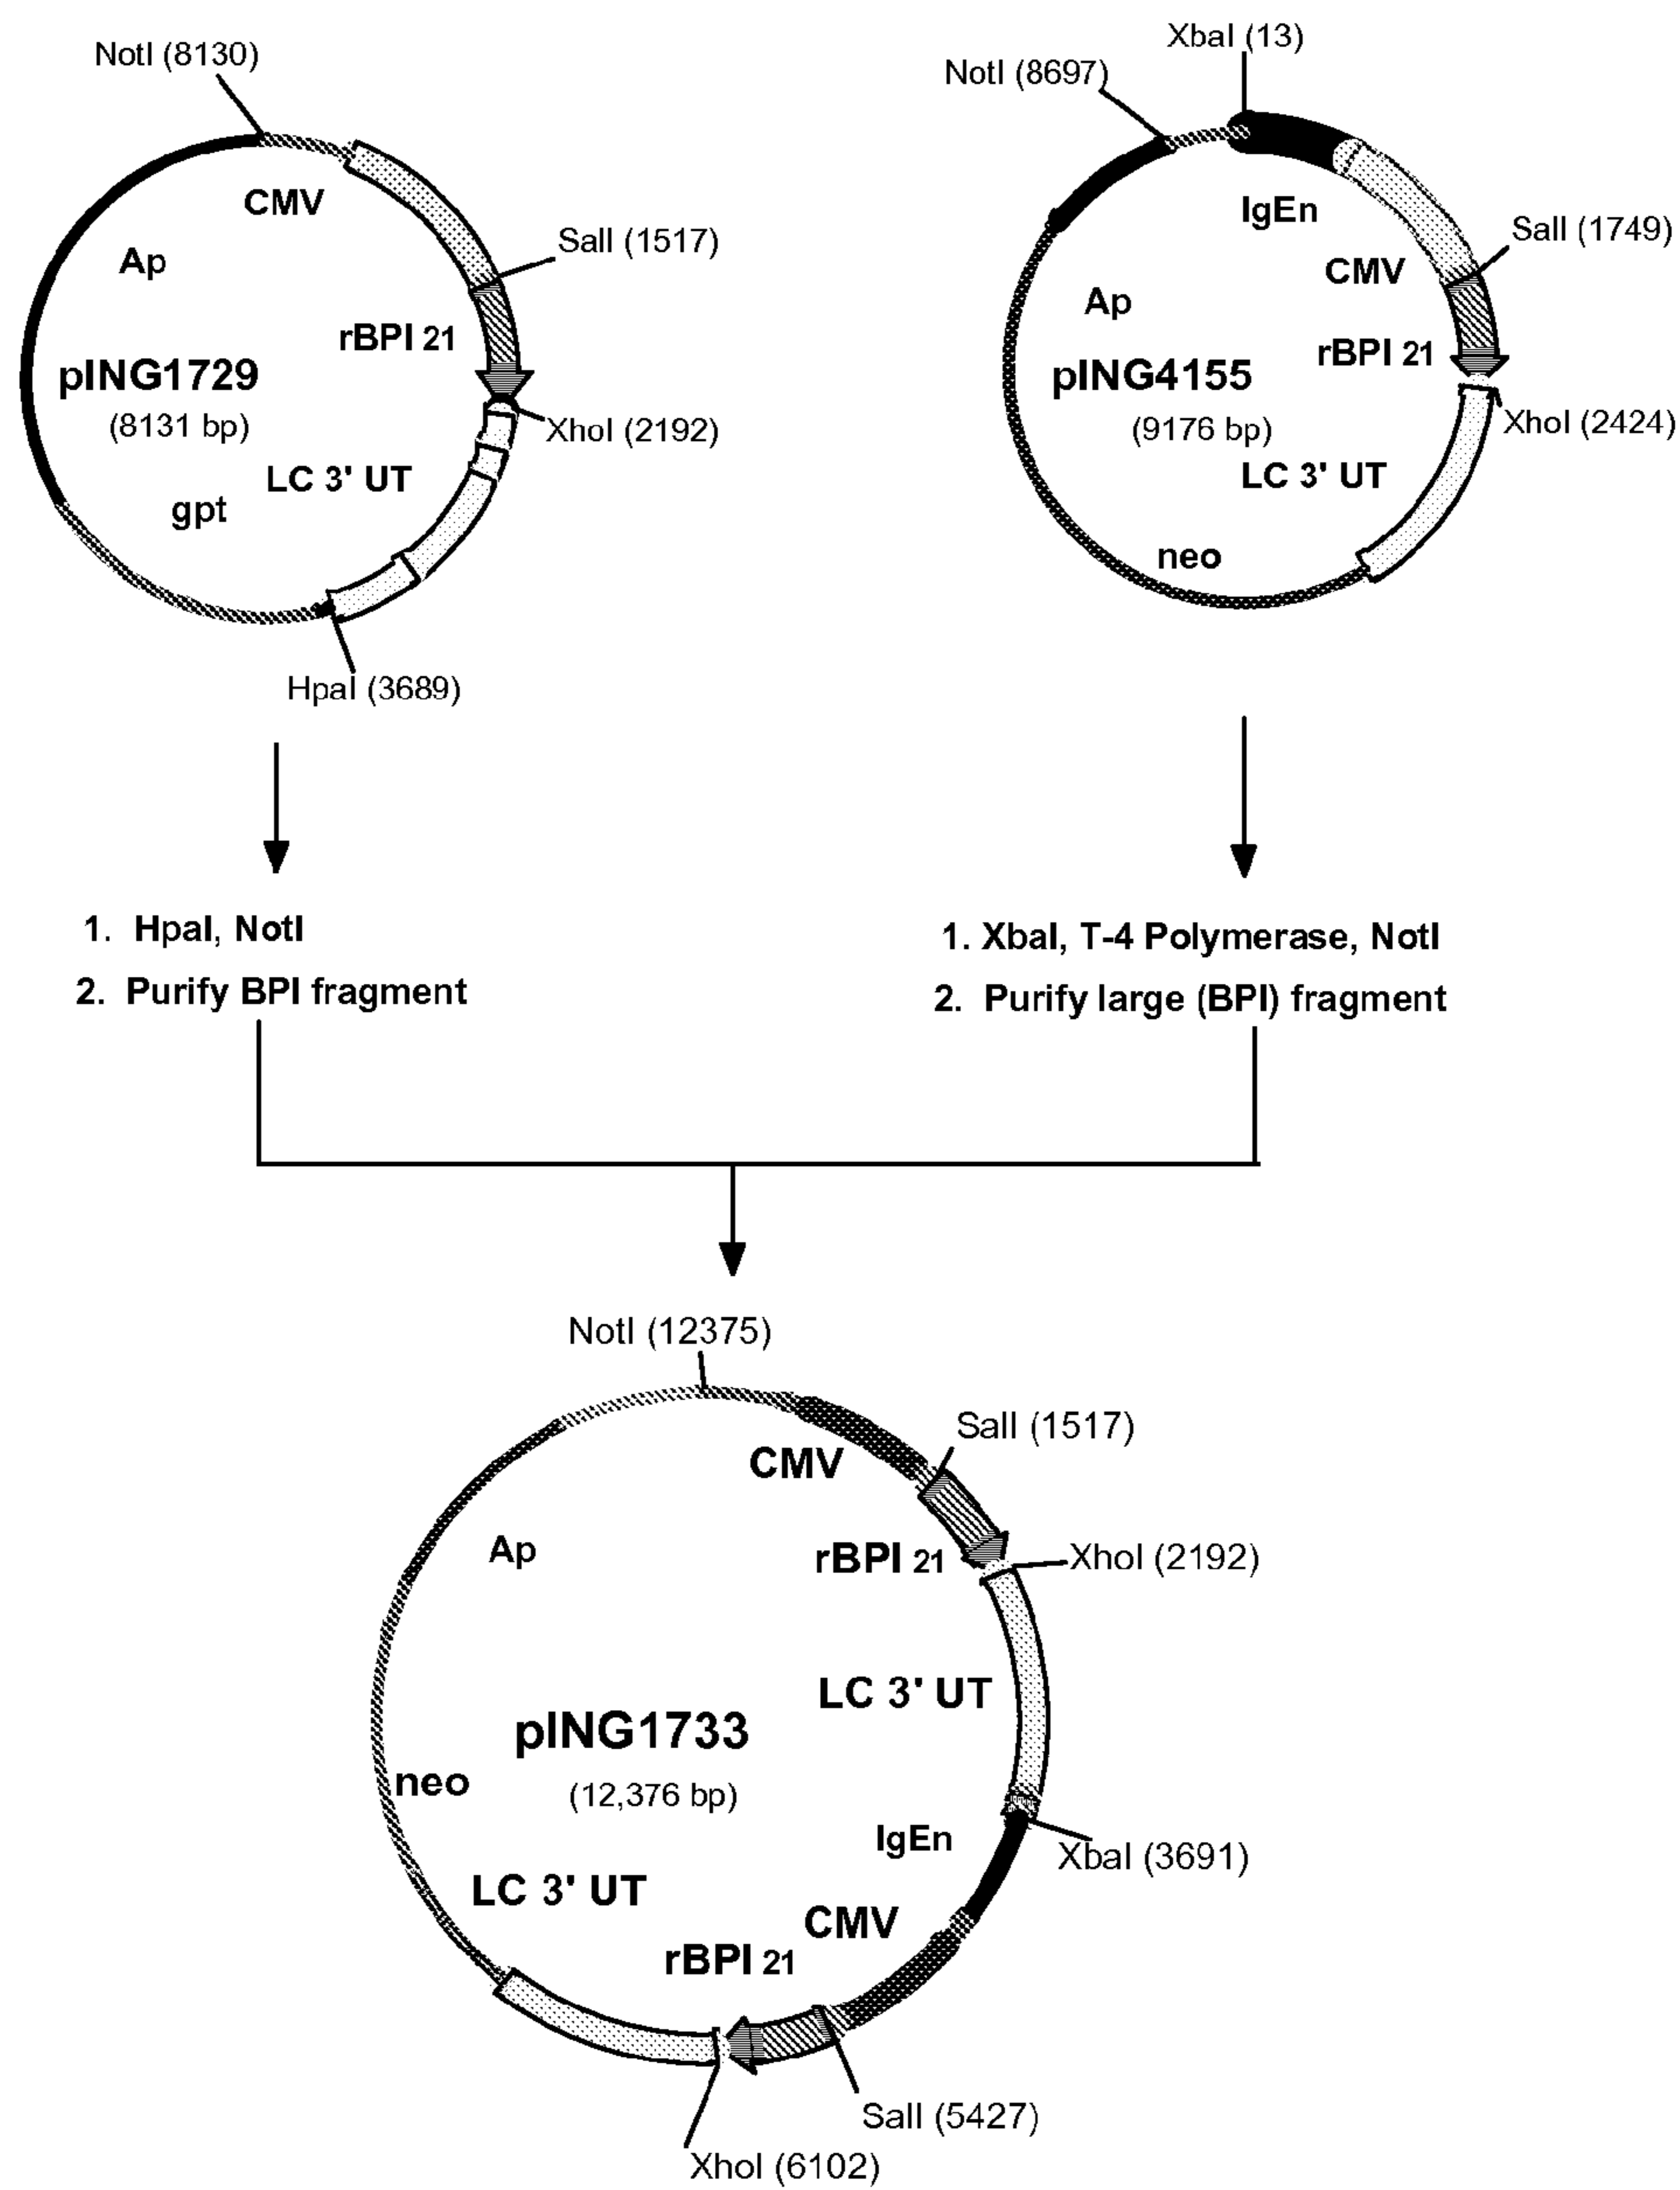 NotI (8130)
CMV
Ap
SalI (1517)
rBPI 21
pING1729
(8131 bp)
XhoI (2192)
LC 3' UT
gpt
HpaI (3689)
XbaI (13)
NotI (8697)
IgEn
SalI (1749)
CMV
Ap
rBPI 21
pING4155
(9176 bp)
XhoI (2424)
LC 3' UT
neo
1. HpaI, NotI
2. Purify BPI fragment
1. XbaI, T-4 Polymerase, NotI
2. Purify large (BPI) fragment
NotI (12375)
SalI (1517)
CMV
Ap
rBPI 21
XhoI (2192)
LC 3' UT
pING1733
(12,376 bp)
neo
IgEn
XbaI (3691)
LC 3' UT
CMV
rBPI 21
SalI (5427)
XhoI (6102)